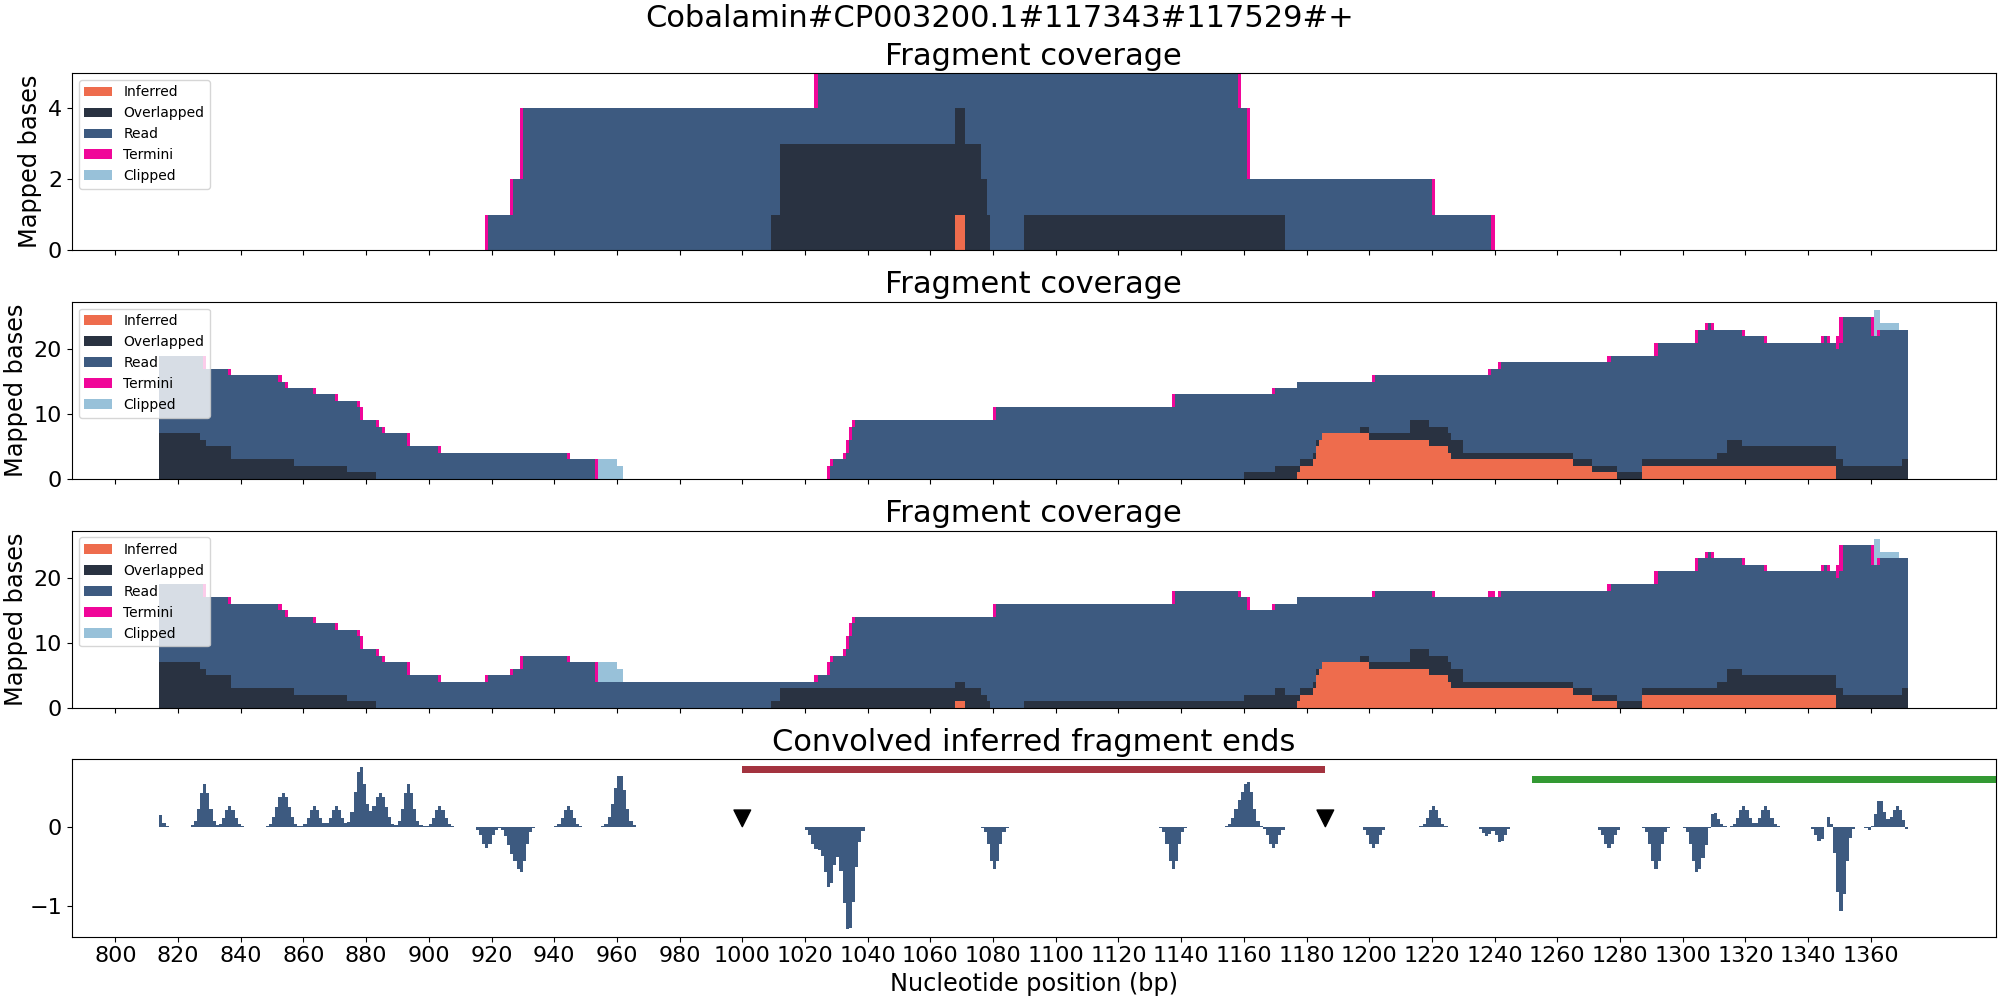 Cobalamin#CP003200.1#117343#117529#+
Fragment coverage
Mapped bases
4
2
0
Inferred
Overlapped
Read
Termini
Clipped
Fragment coverage
Mapped bases
20
10
0
Inferred
Overlapped
Read
Termini
Clipped
Fragment coverage
Mapped bases
20
10
0
Inferred
Overlapped
Read
Termini
Clipped
Convolved inferred fragment ends
0
−1
800 820 840 860 880 900 920 940 960 980 1000 1020 1040 1060 1080 1100 1120 1140 1160 1180 1200 1220 1240 1260 1280 1300 1320 1340 1360
Nucleotide position (bp)